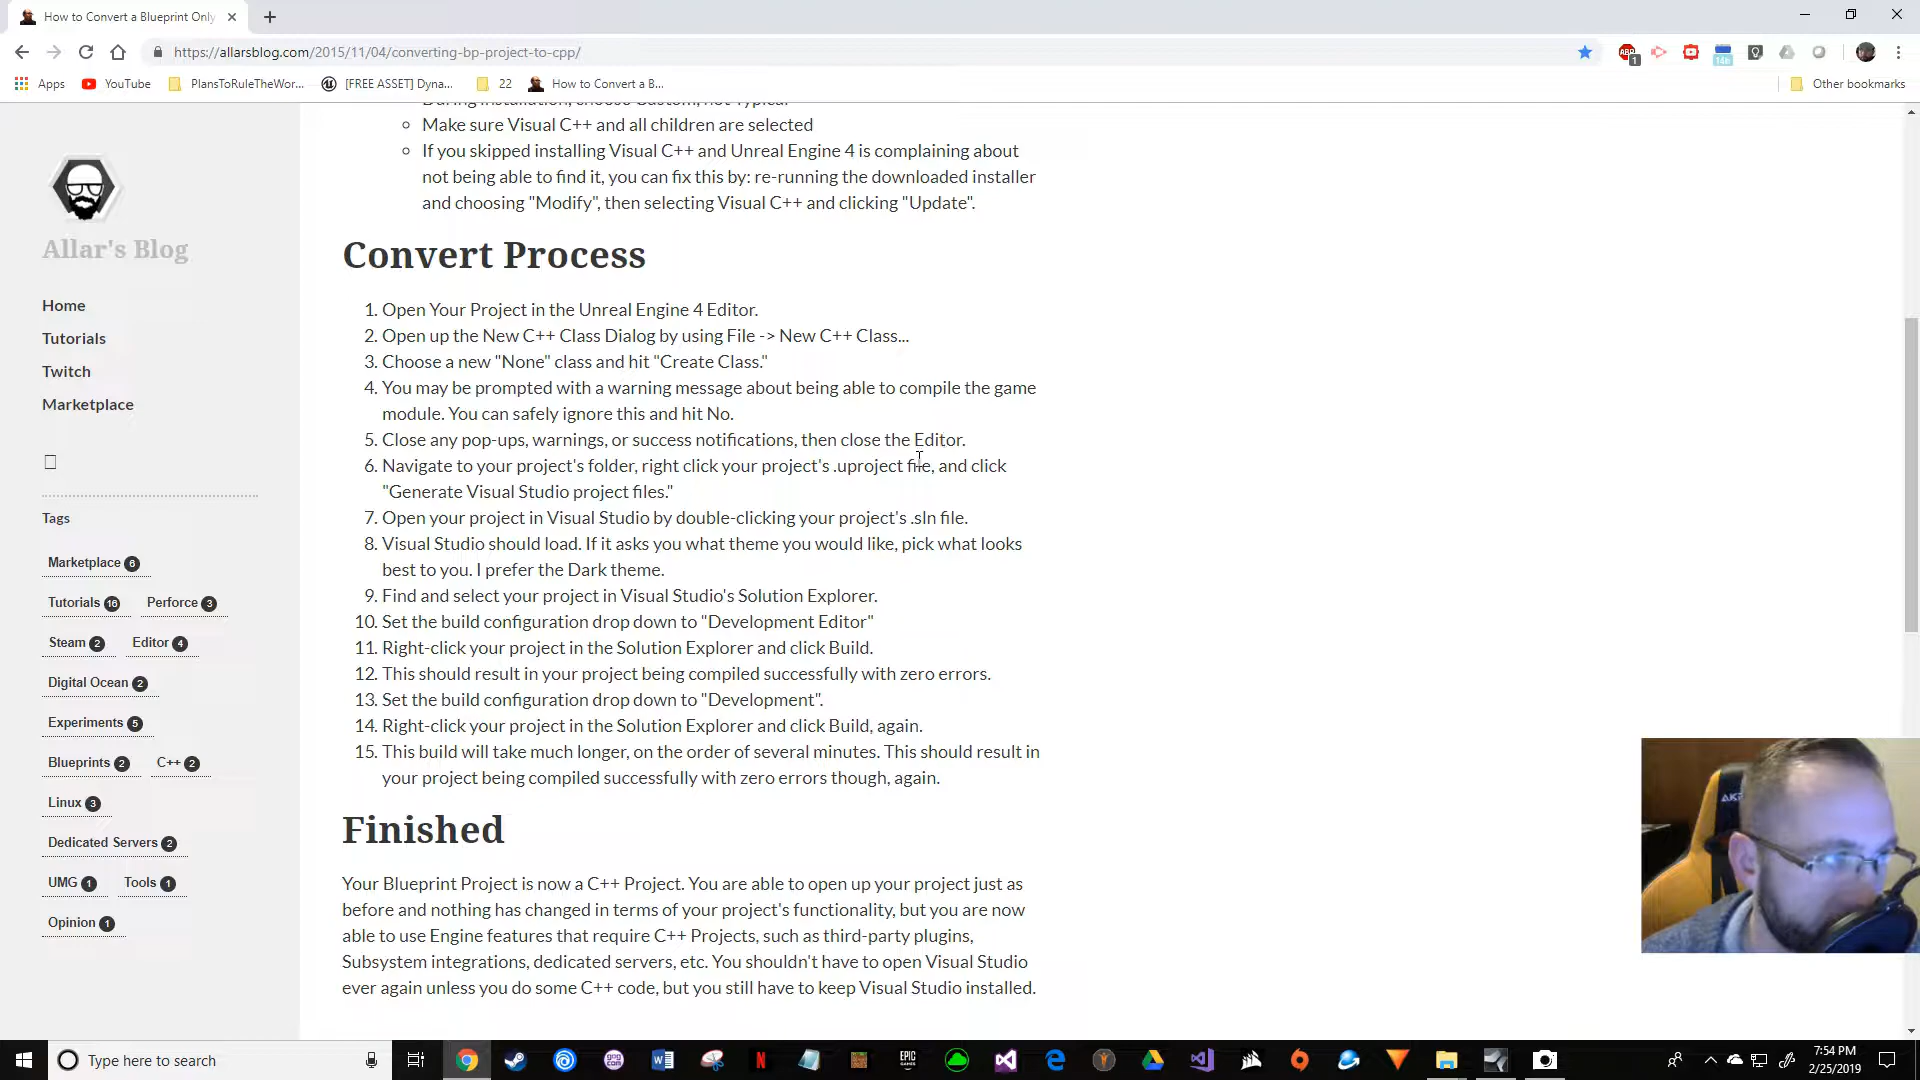 How to Convert a Blueprint Only
https://allarsblog.com/2015/11/04/converting-bp-project-to-cpp/
ABP
1
14h
Apps
YouTube
PlansToRuleTheWor...
[FREE ASSET] Dyna...
22
How to Convert a B...
Other bookmarks
Allar's Blog
Home
Tutorials
Twitch
Marketplace
Tags
Marketplace 6
Tutorials 16 Perforce 3
Steam 2 Editor 4
Digital Ocean 2
Experiments 5
Blueprints 2 C++ 2
Linux 3
Dedicated Servers 2
UMG 1 Tools 1
Opinion 1
During installation, choose Custom, not Typical
Make sure Visual C++ and all children are selected
If you skipped installing Visual C++ and Unreal Engine 4 is complaining about
not being able to find it, you can fix this by: re-running the downloaded installer
and choosing "Modify", then selecting Visual C++ and clicking "Update".
Convert Process
1. Open Your Project in the Unreal Engine 4 Editor.
2. Open up the New C++ Class Dialog by using File -> New C++ Class...
3. Choose a new "None" class and hit "Create Class."
4. You may be prompted with a warning message about being able to compile the game
module. You can safely ignore this and hit No.
5. Close any pop-ups, warnings, or success notifications, then close the Editor.
6. Navigate to your project's folder, right click your project's .uproject file, and click
"Generate Visual Studio project files."
7. Open your project in Visual Studio by double-clicking your project's .sln file.
8. Visual Studio should load. If it asks you what theme you would like, pick what looks
best to you. I prefer the Dark theme.
9. Find and select your project in Visual Studio's Solution Explorer.
10. Set the build configuration drop down to "Development Editor"
11. Right-click your project in the Solution Explorer and click Build.
12. This should result in your project being compiled successfully with zero errors.
13. Set the build configuration drop down to "Development".
14. Right-click your project in the Solution Explorer and click Build, again.
15. This build will take much longer, on the order of several minutes. This should result in
your project being compiled successfully with zero errors though, again.
Finished
Your Blueprint Project is now a C++ Project. You are able to open up your project just as
before and nothing has changed in terms of your project's functionality, but you are now
able to use Engine features that require C++ Projects, such as third-party plugins,
Subsystem integrations, dedicated servers, etc. You shouldn't have to open Visual Studio
ever again unless you do some C++ code, but you still have to keep Visual Studio installed.
Type here to search
EPIC
GAMES
7:54 PM
2/25/2019